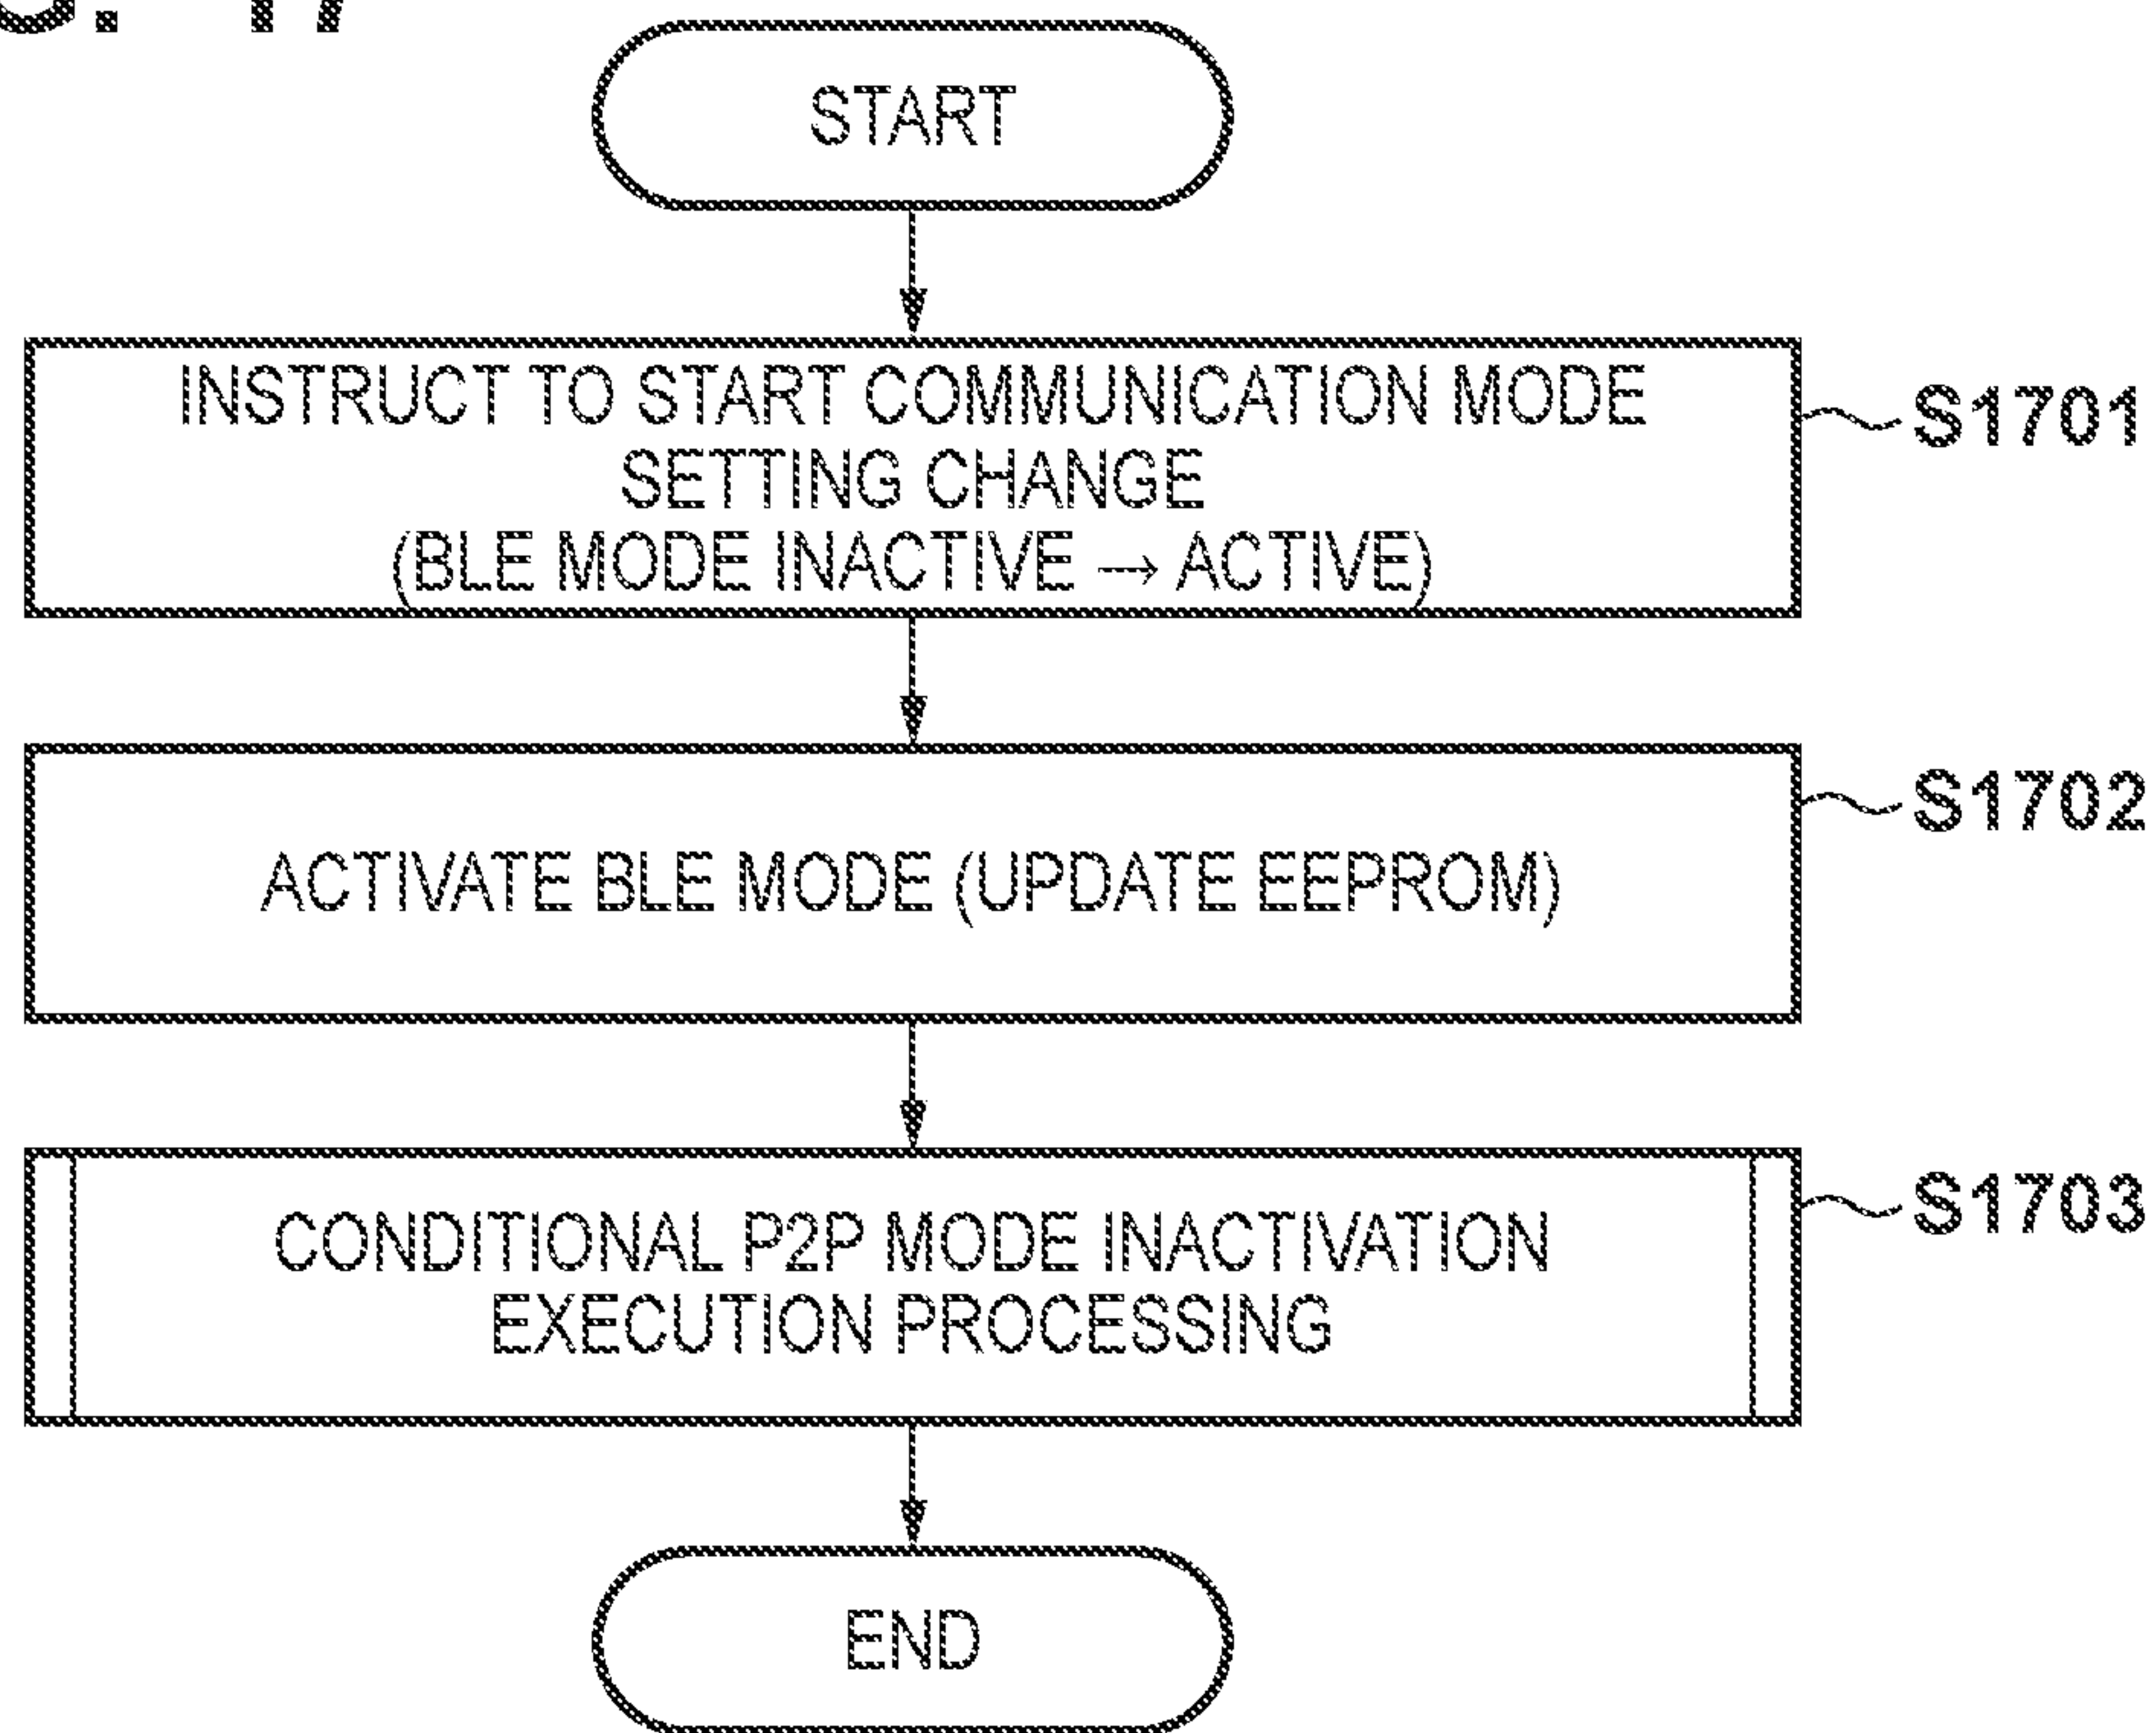 START
INSTRUCT TO START COMMUNICATION MODE
SETTING CHANGE
(BLE MODE INACTIVE → ACTIVE)
S1701
ACTIVATE BLE MODE (UPDATE EEPROM)
S1702
CONDITIONAL P2P MODE INACTIVATION
EXECUTION PROCESSING
S1703
END